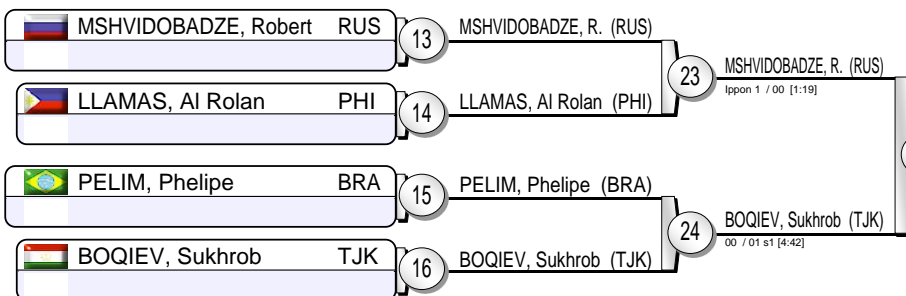 MSHVIDOBADZE, Robert RUS
13
MSHVIDOBADZE, R. (RUS)
23
MSHVIDOBADZE, R. (RUS)
Ippon 1 / 00 [1:19]
LLAMAS, Al Rolan PHI
14
LLAMAS, Al Rolan (PHI)
PELIM, Phelipe BRA
15
PELIM, Phelipe (BRA)
24
BOQIEV, Sukhrob (TJK)
00 / 01 s1 [4:42]
BOQIEV, Sukhrob TJK
16
BOQIEV, Sukhrob (TJK)